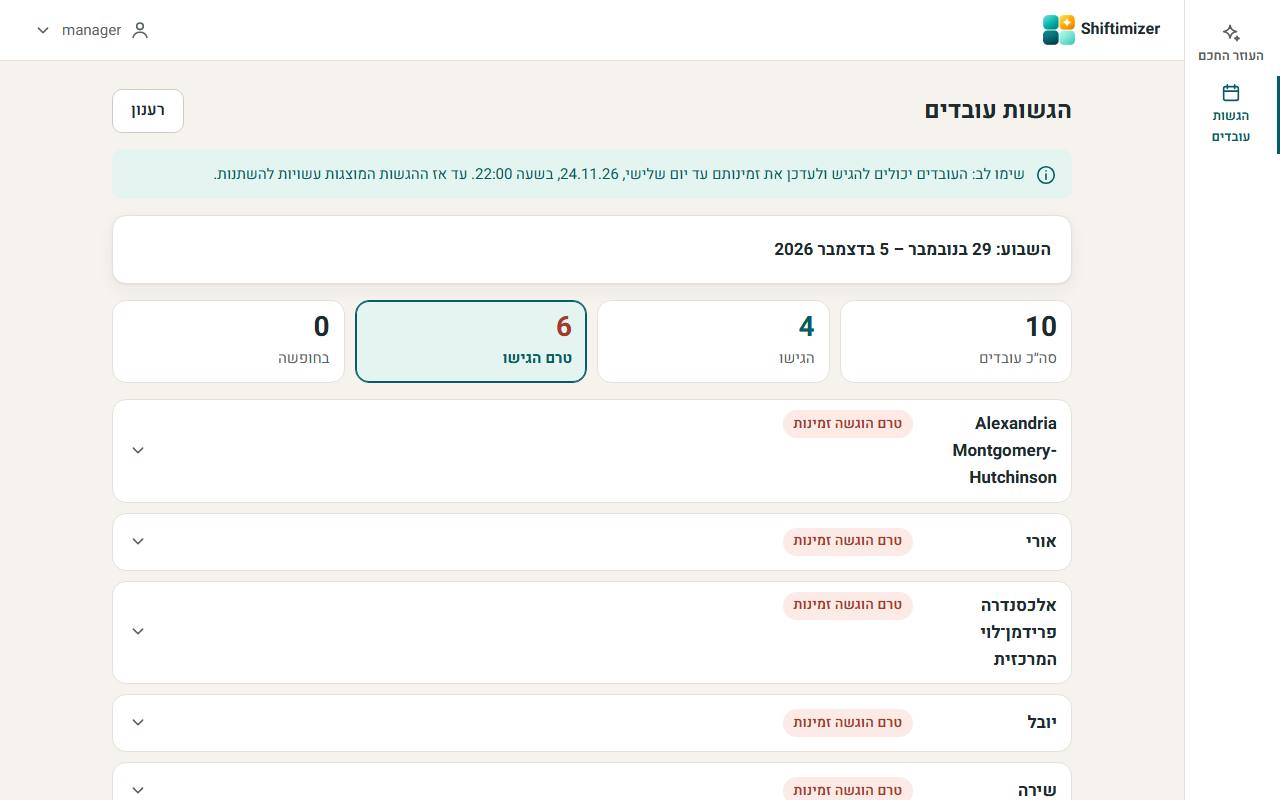 Shiftimizer
manager
העוזר החכם
הגשות
עובדים
הגשות עובדים
רענון
שימו לב: העובדים יכולים להגיש ולעדכן את זמינותם עד יום שלישי, 24.11.26, בשעה 22:00. עד אז ההגשות המוצגות עשויות להשתנות.
השבוע: 29 בנובמבר – 5 בדצמבר 2026
10
סה״כ עובדים
4
הגישו
6
טרם הגישו
0
בחופשה
Alexandria
Montgomery-
Hutchinson
טרם הוגשה זמינות
אורי
טרם הוגשה זמינות
אלכסנדרה
פרידמן־לוי
המרכזית
טרם הוגשה זמינות
יובל
טרם הוגשה זמינות
שירה
טרם הוגשה זמינות